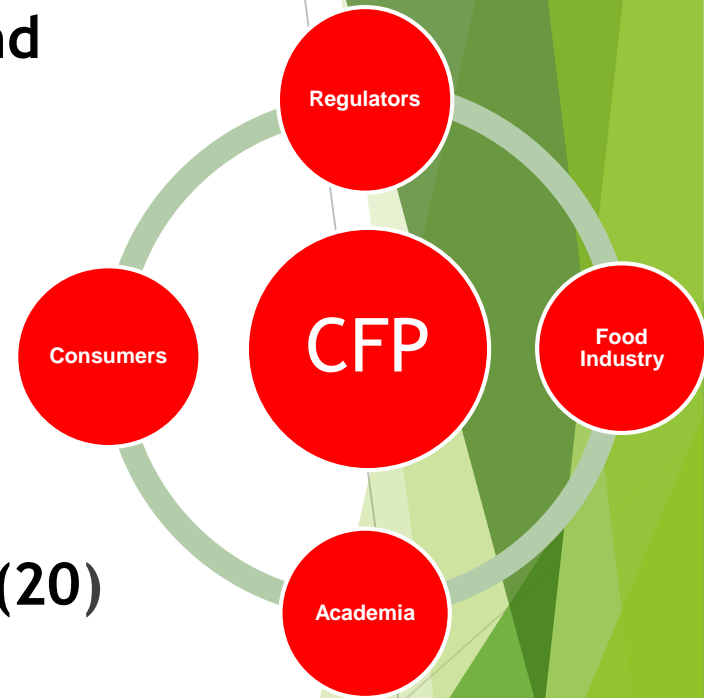 nd
Regulators
Consumers
CFP
Food
Industry
(20)
Academia